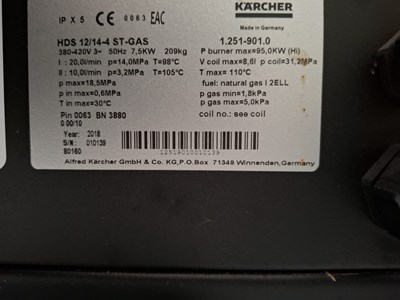 IP X 5 CE 0063 EAC
KÄRCHER
Made in Germany
HDS 12/14-4 ST-GAS 1.251-901.0
380-420V 3~ 50Hz 7,5KW 209kg P burner max=95,0KW (Hi)
I : 20,0l/min p=14,0MPa T=98°C V coil max=8,6l p coil=31,2MPa
II : 10,0l/min p=3,2MPa T=105°C T max=110°C
p max=18,5MPa fuel: natural gas I 2ELL
p in max=0,6MPa p gas min=1,8kPa
T in max=30°C p gas max=5,0kPa
Pin 0063 BN 3880 coil no.: see coil
0 00/10
Year: 2018
S/N: 010139
80160 12519010010139
Alfred Kärcher GmbH & Co. KG,P.O.Box 71349 Winnenden,Germany